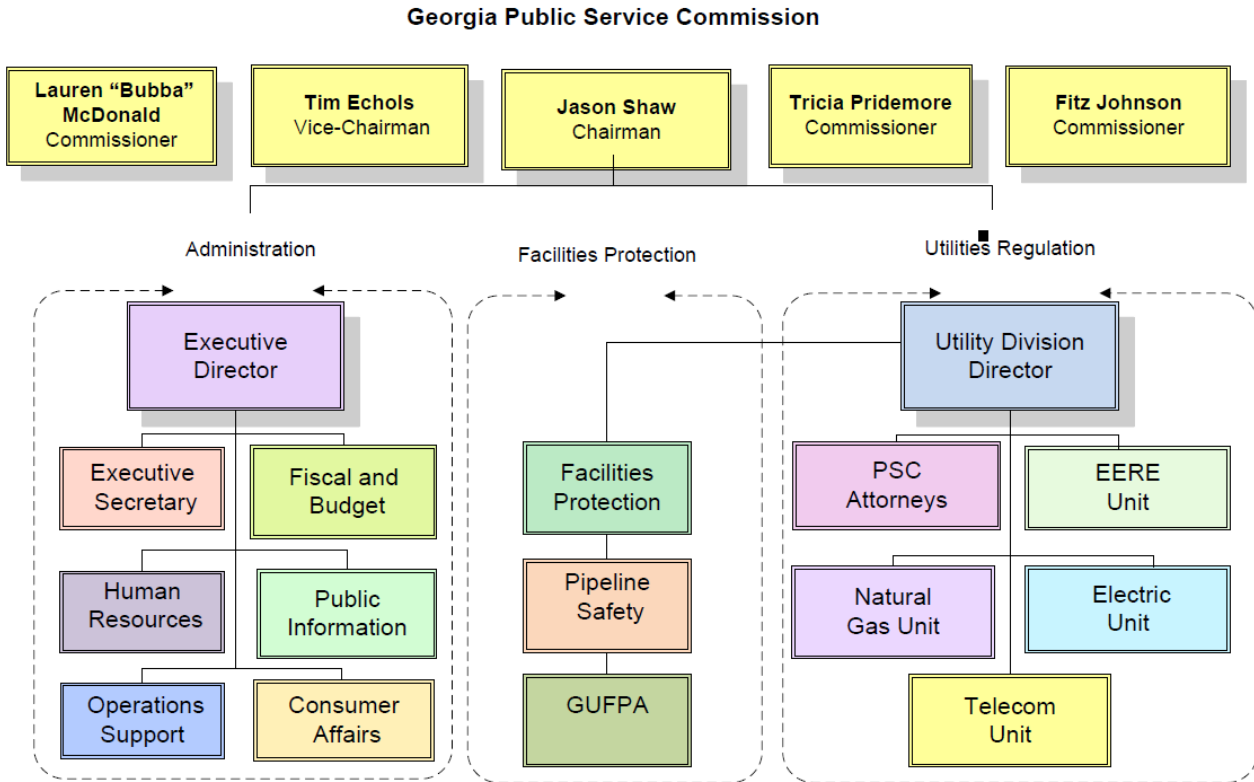 Georgia Public Service Commission
Lauren “Bubba”
McDonald
Commissioner
Tim Echols
Vice-Chairman
Jason Shaw
Chairman
Tricia Pridemore
Commissioner
Fitz Johnson
Commissioner
Administration
Facilities Protection
Utilities Regulation
Executive
Director
Utility Division
Director
Executive
Secretary
Fiscal and
Budget
Facilities
Protection
PSC
Attorneys
EERE
Unit
Human
Resources
Public
Information
Pipeline
Safety
Natural
Gas Unit
Electric
Unit
Operations
Support
Consumer
Affairs
GUFPA
Telecom
Unit